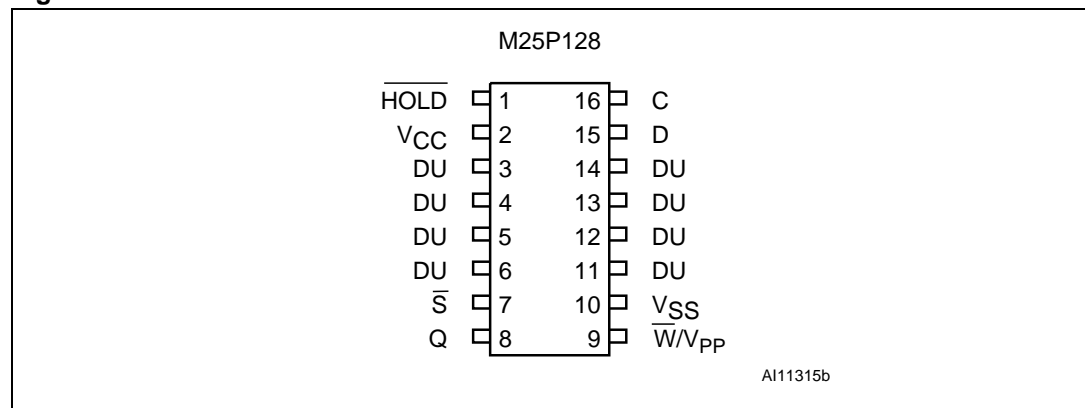 M25P128
HOLD 1 16 C
VCC 2 15 D
DU 3 14 DU
DU 4 13 DU
DU 5 12 DU
DU 6 11 DU
S 7 10 VSS
Q 8 9 W/VPP
AI11315b